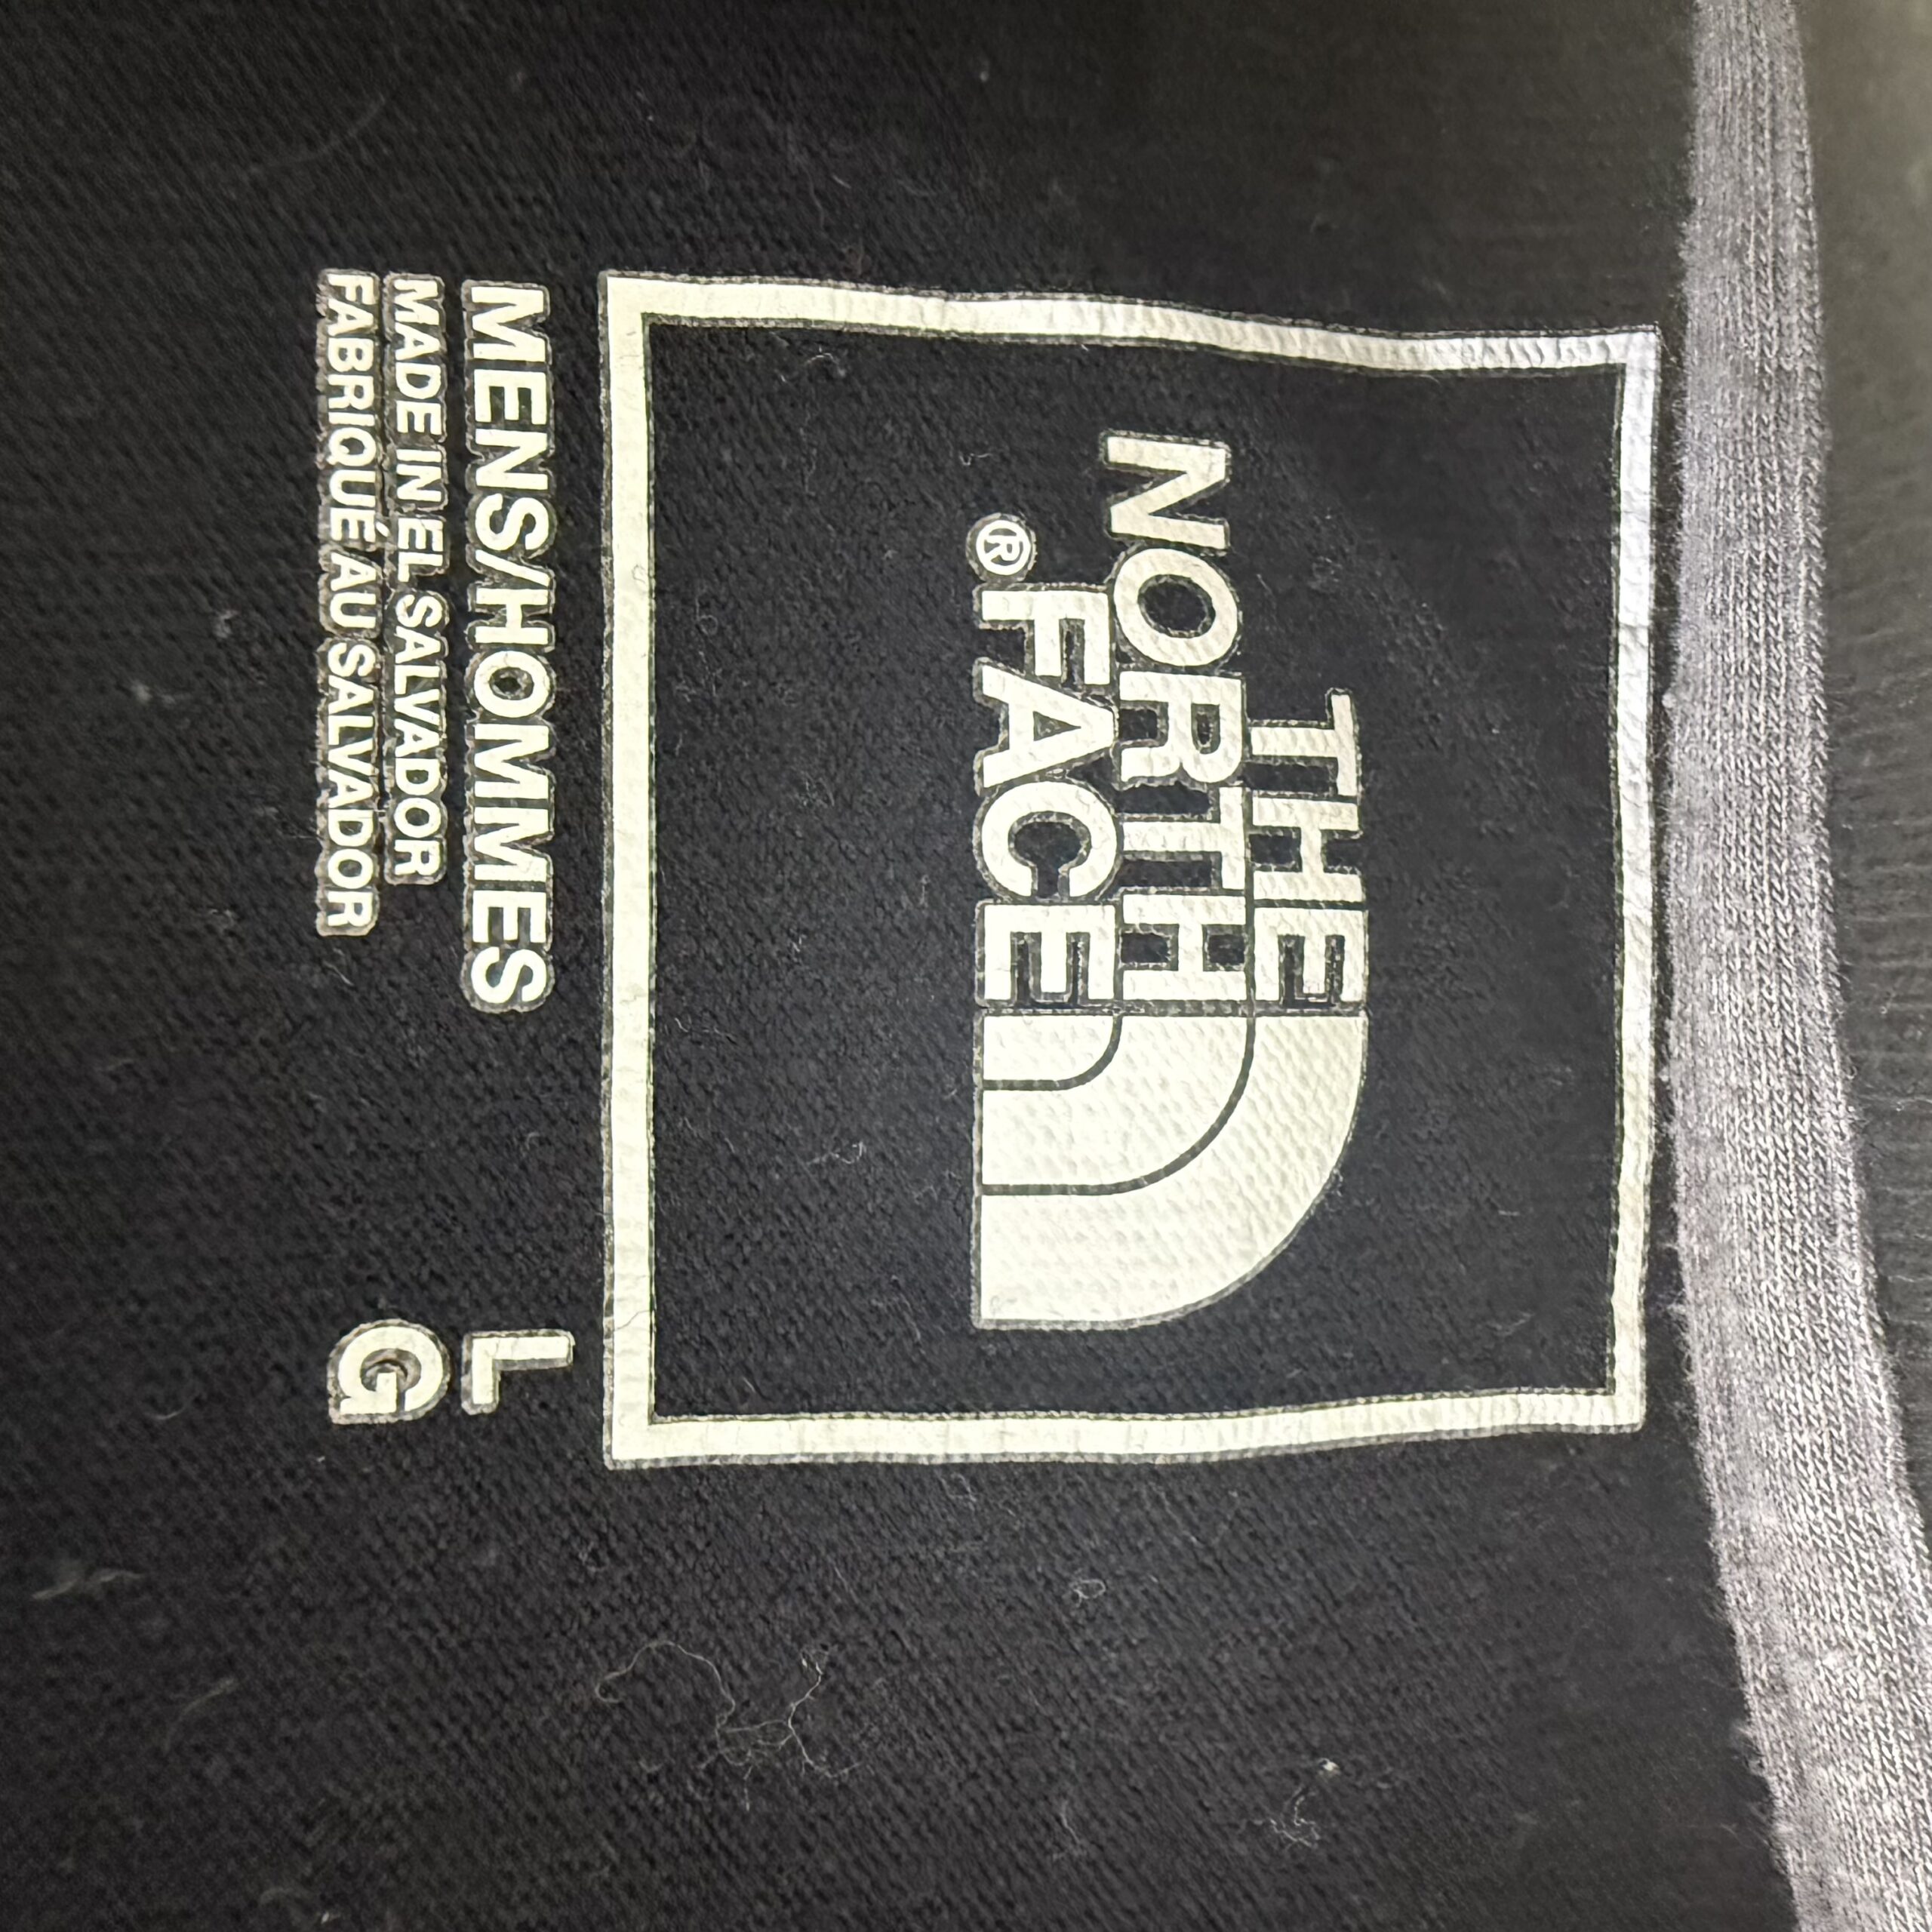 THE
NORTH
FACE®
MENS/HOMMES
MADE IN EL SALVADOR
FABRIQUÉ AU SALVADOR
L
G